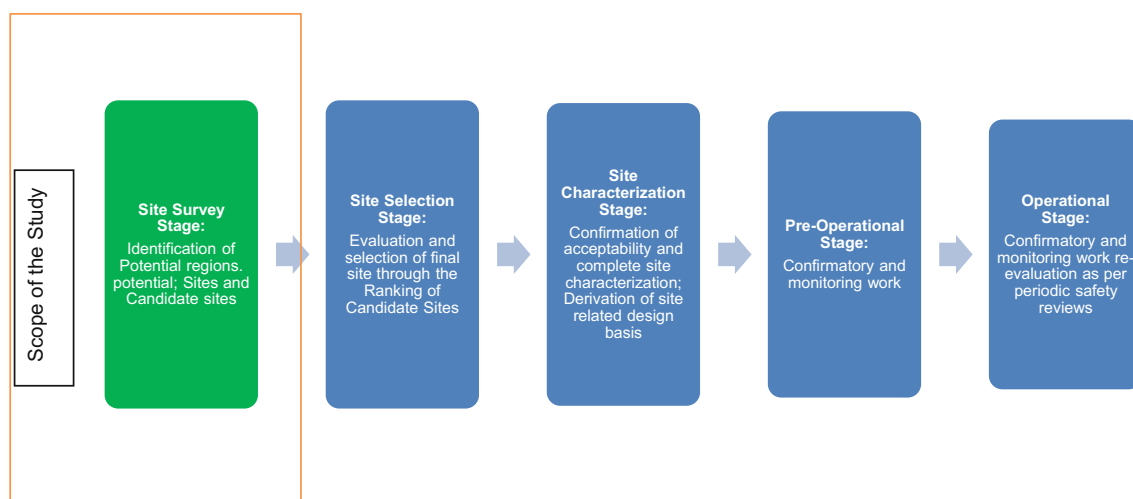 Scope of the Study
Site Survey
Stage:
Identification of
Potential regions.
potential; Sites and
Candidate sites
Site Selection
Stage:
Evaluation and
selection of final
site through the
Ranking of
Candidate Sites
Site
Characterization
Stage:
Confirmation of
acceptability and
complete site
characterization;
Derivation of site
related design
basis
Pre-Operational
Stage:
Confirmatory and
monitoring work
Operational
Stage:
Confirmatory and
monitoring work re-
evaluation as per
periodic safety
reviews